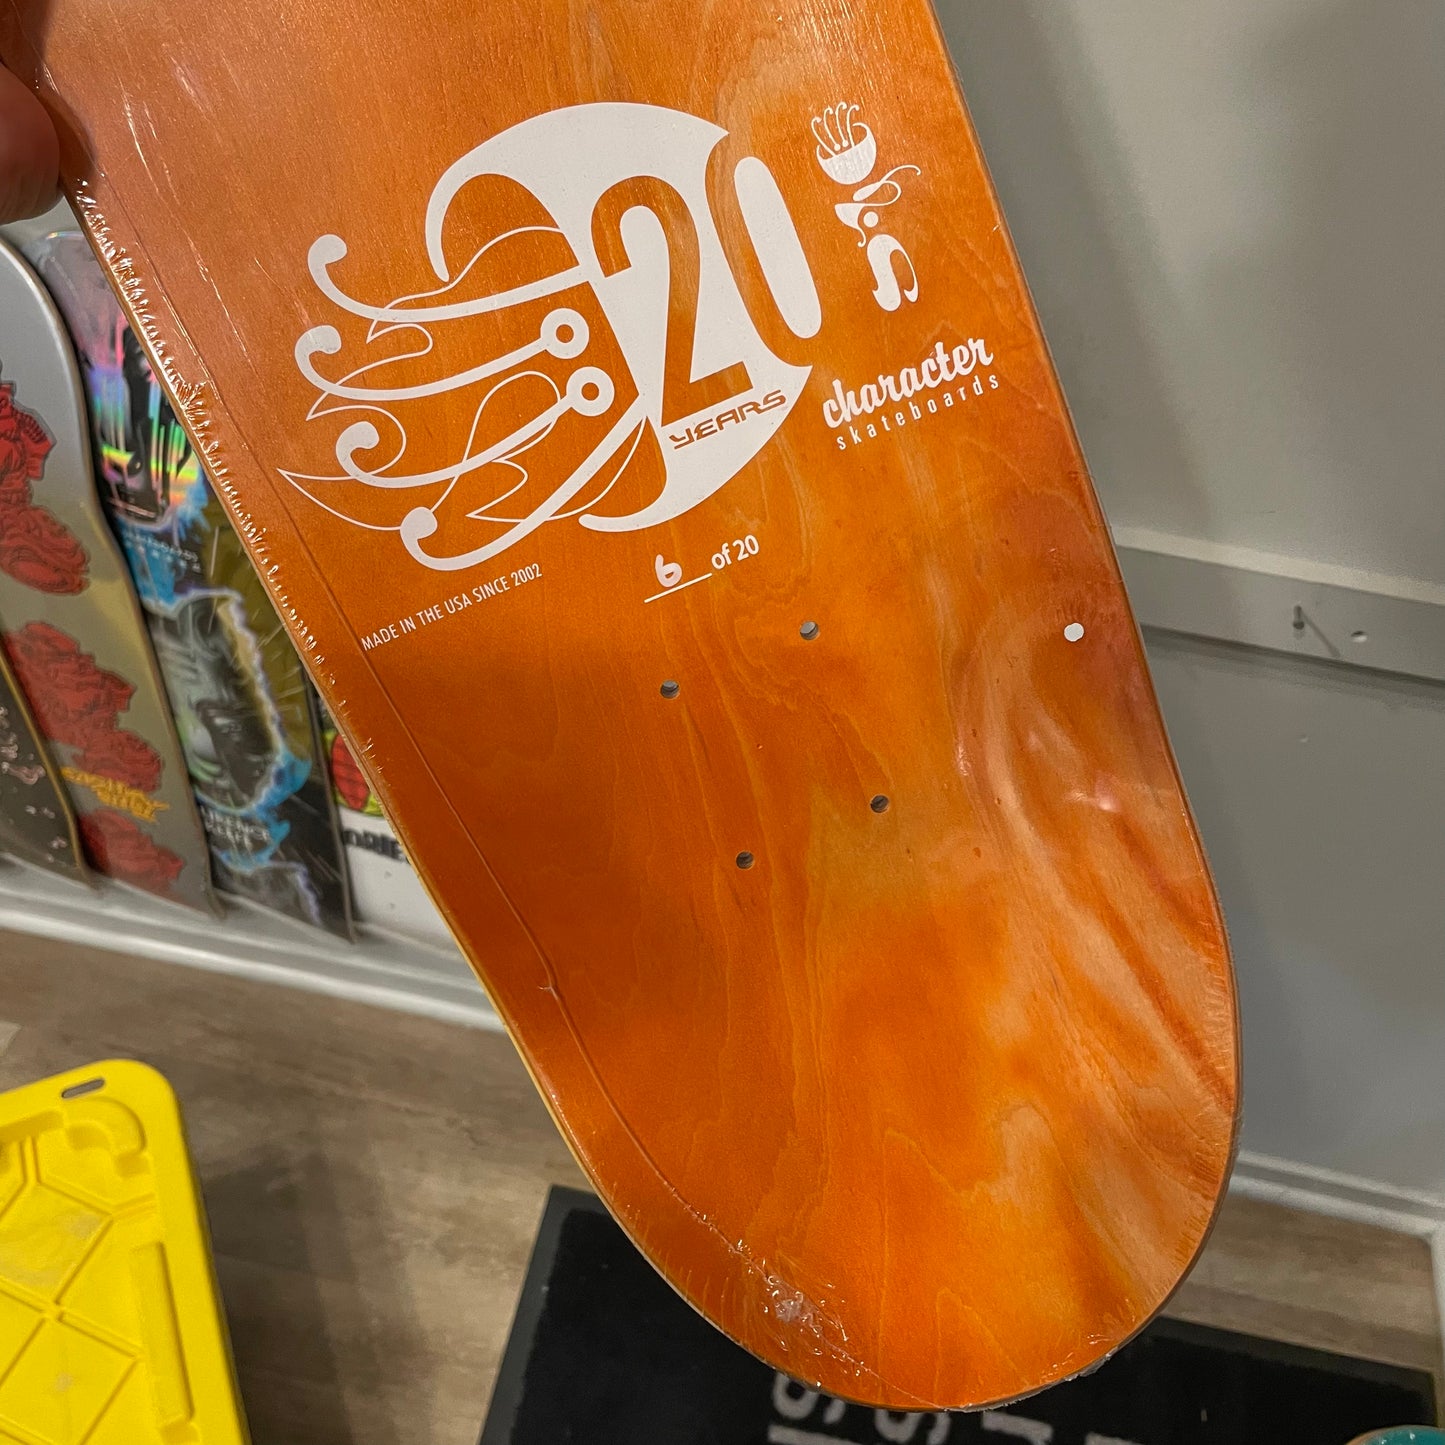 20
YEARS
character
skateboards
6 of 20
MADE IN THE USA SINCE 2002